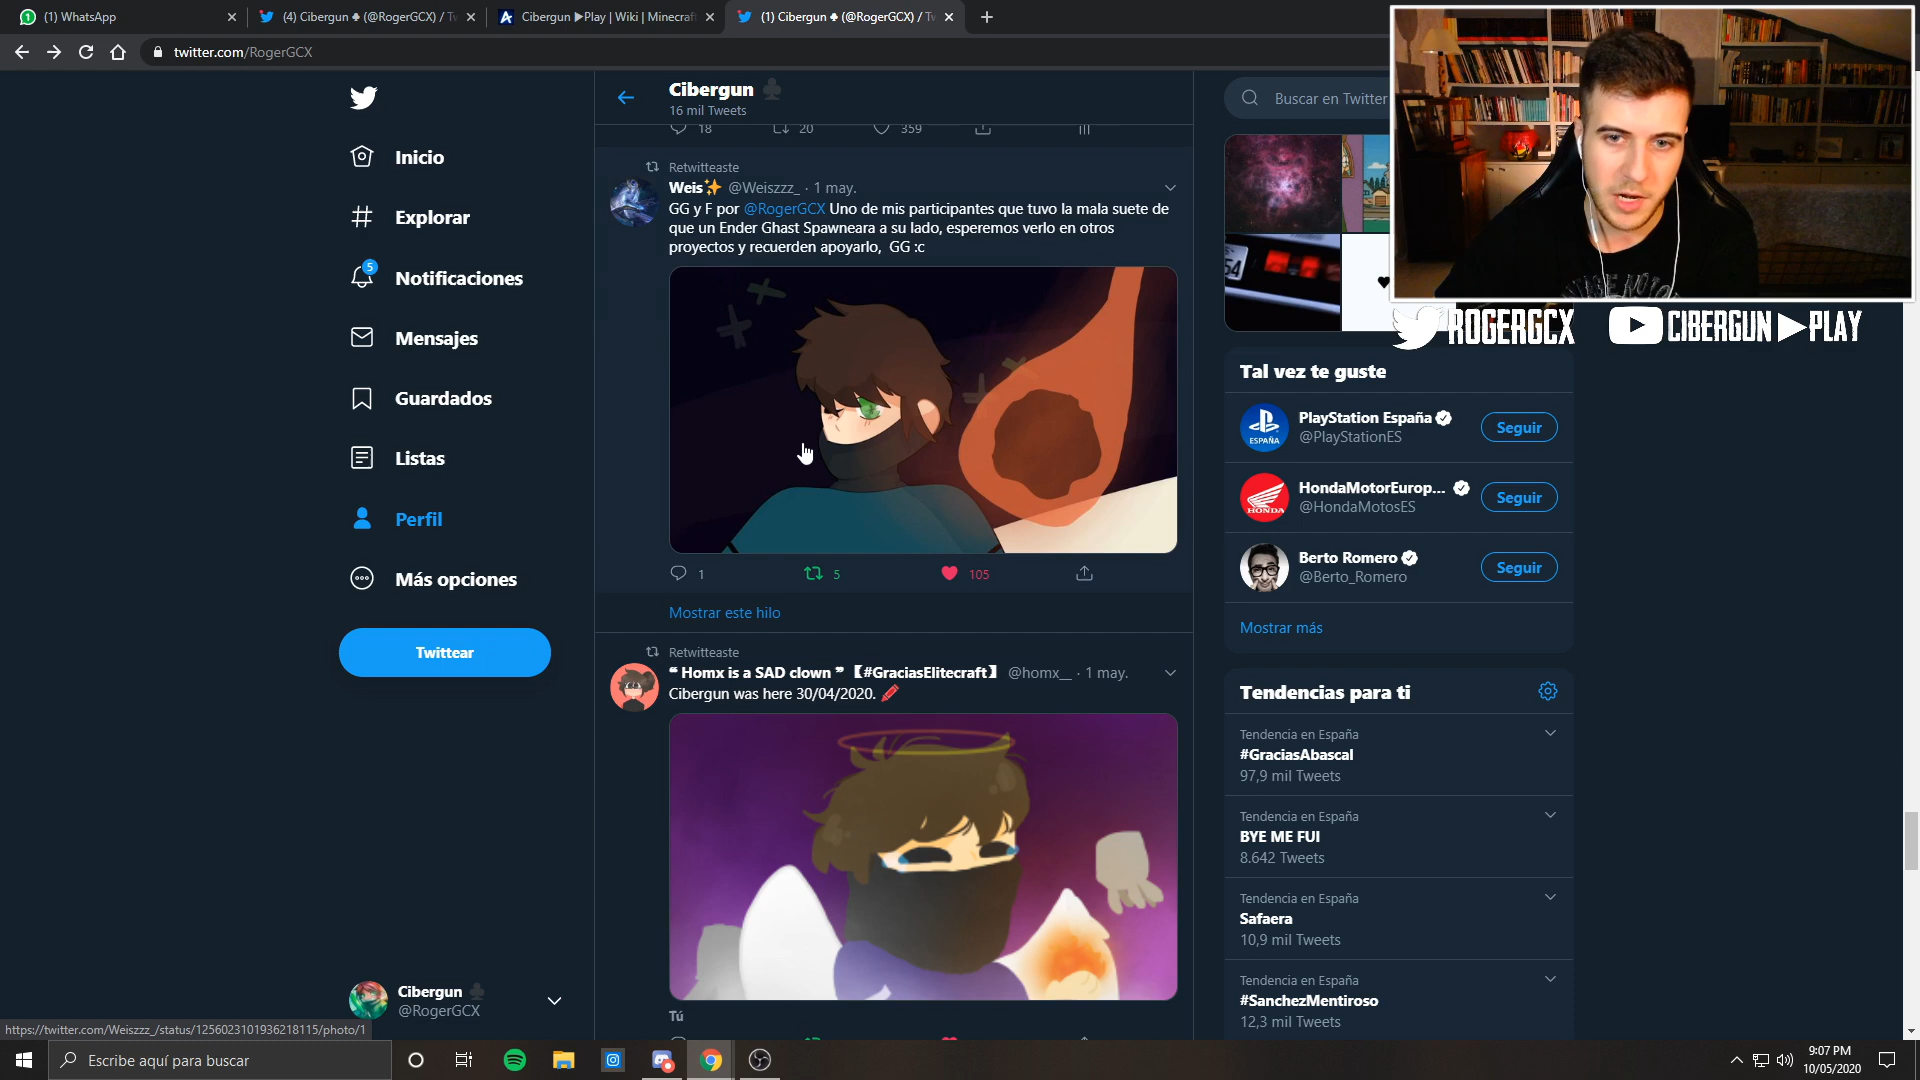 (1) WhatsApp
(4) Cibergun ♣ (@RogerGCX) / Tw
Cibergun ▶Play | Wiki | Minecraft
(1) Cibergun ♣ (@RogerGCX) / Tw
twitter.com/RogerGCX
Cibergun ♣
16 mil Tweets
Buscar en Twitter
18
20
359
Inicio
Explorar
5
Notificaciones
Mensajes
Guardados
Listas
Perfil
Más opciones
Twittear
Cibergun ♣
@RogerGCX
Retwitteaste
Weis✨ @Weiszzz_ · 1 may.
GG y F por @RogerGCX Uno de mis participantes que tuvo la mala suete de
que un Ender Ghast Spawneara a su lado, esperemos verlo en otros
proyectos y recuerden apoyarlo, GG :c
1
5
105
Mostrar este hilo
Retwitteaste
❝ Homx is a SAD clown ❞【#GraciasElitecraft】 @homx__ · 1 may.
Cibergun was here 30/04/2020. 🖍
Tú
54
ROGERGCX
CIBERGUN ▶PLAY
Tal vez te guste
PlayStation España
@PlayStationES
Seguir
ESPAÑA
HondaMotorEurop...
@HondaMotosES
Seguir
HONDA
Berto Romero
@Berto_Romero
Seguir
Mostrar más
Tendencias para ti
Tendencia en España
#GraciasAbascal
97,9 mil Tweets
Tendencia en España
BYE ME FUI
8.642 Tweets
Tendencia en España
Safaera
10,9 mil Tweets
Tendencia en España
#SanchezMentiroso
12,3 mil Tweets
https://twitter.com/Weiszzz_/status/1256023101936218115/photo/1
Escribe aquí para buscar
9:07 PM
10/05/2020